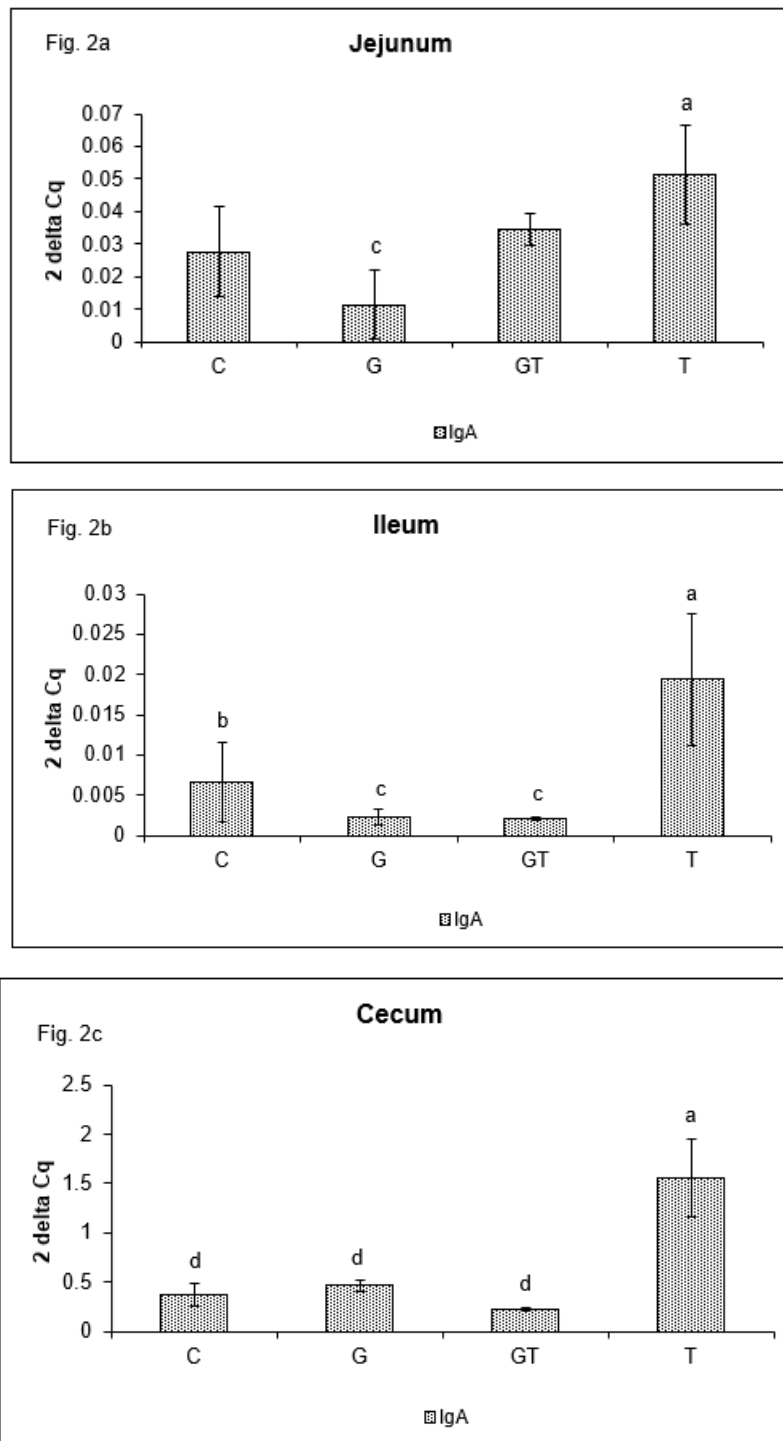 Fig. 2a
Jejunum
0.07
0.06
0.05
0.04
0.03
0.02
0.01
0
2 delta Cq
c
a
C G GT T
IgA
Fig. 2b
Ileum
0.03
0.025
0.02
0.015
0.01
0.005
0
2 delta Cq
b
c
c
a
C G GT T
IgA
Fig. 2c
Cecum
2.5
2
1.5
1
0.5
0
2 delta Cq
d
d
d
a
C G GT T
IgA